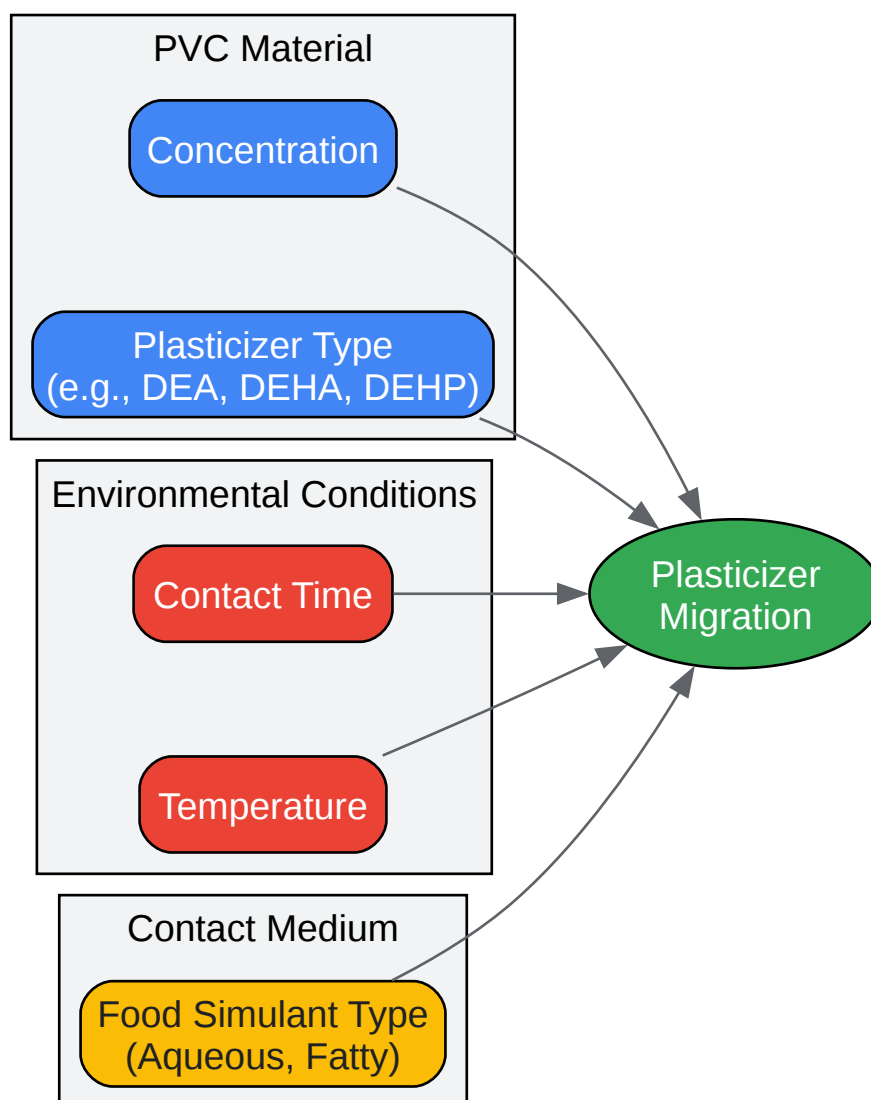 PVC Material
Concentration
Plasticizer Type
(e.g., DEA, DEHA, DEHP)
Environmental Conditions
Contact Time
Temperature
Contact Medium
Food Simulant Type
(Aqueous, Fatty)
Plasticizer
Migration